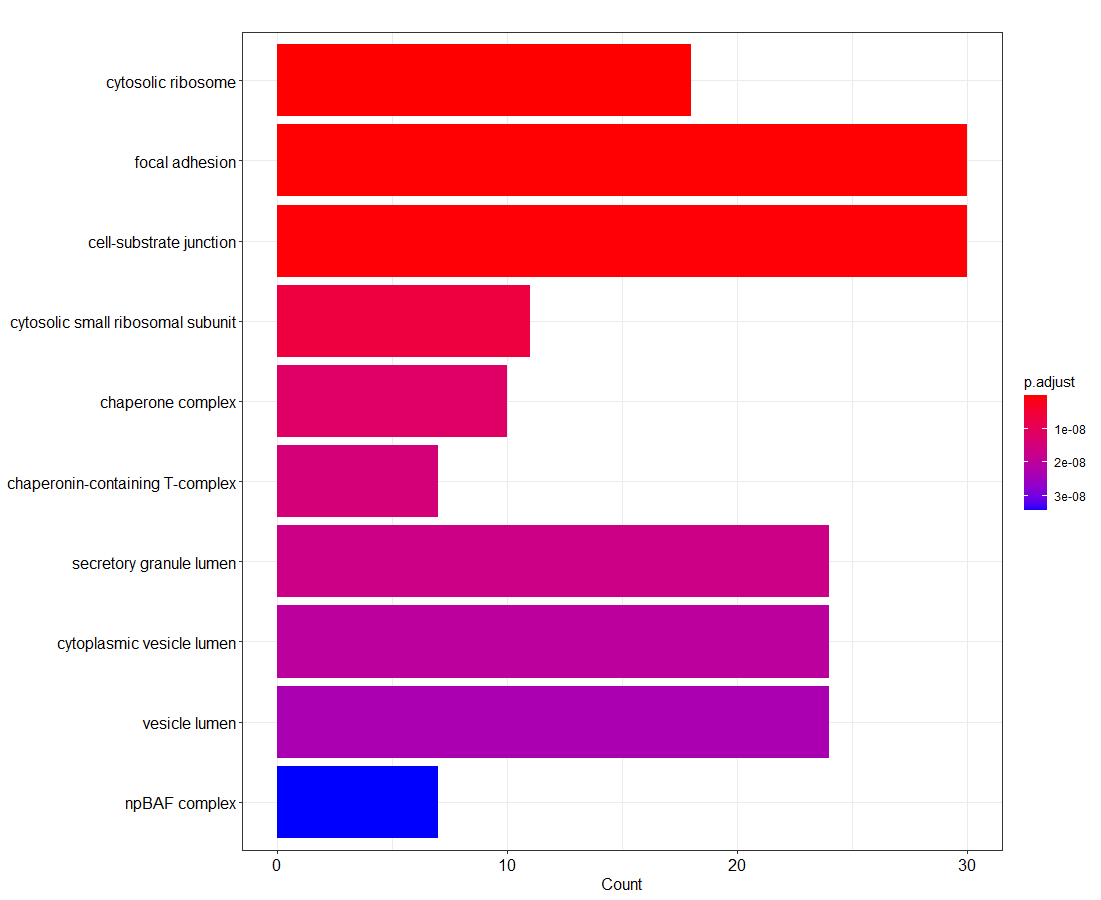 cytosolic ribosome
focal adhesion
cell-substrate junction
cytosolic small ribosomal subunit
chaperone complex
chaperonin-containing T-complex
secretory granule lumen
cytoplasmic vesicle lumen
vesicle lumen
npBAF complex
0 10 20 30
Count
p.adjust
1e-08
2e-08
3e-08